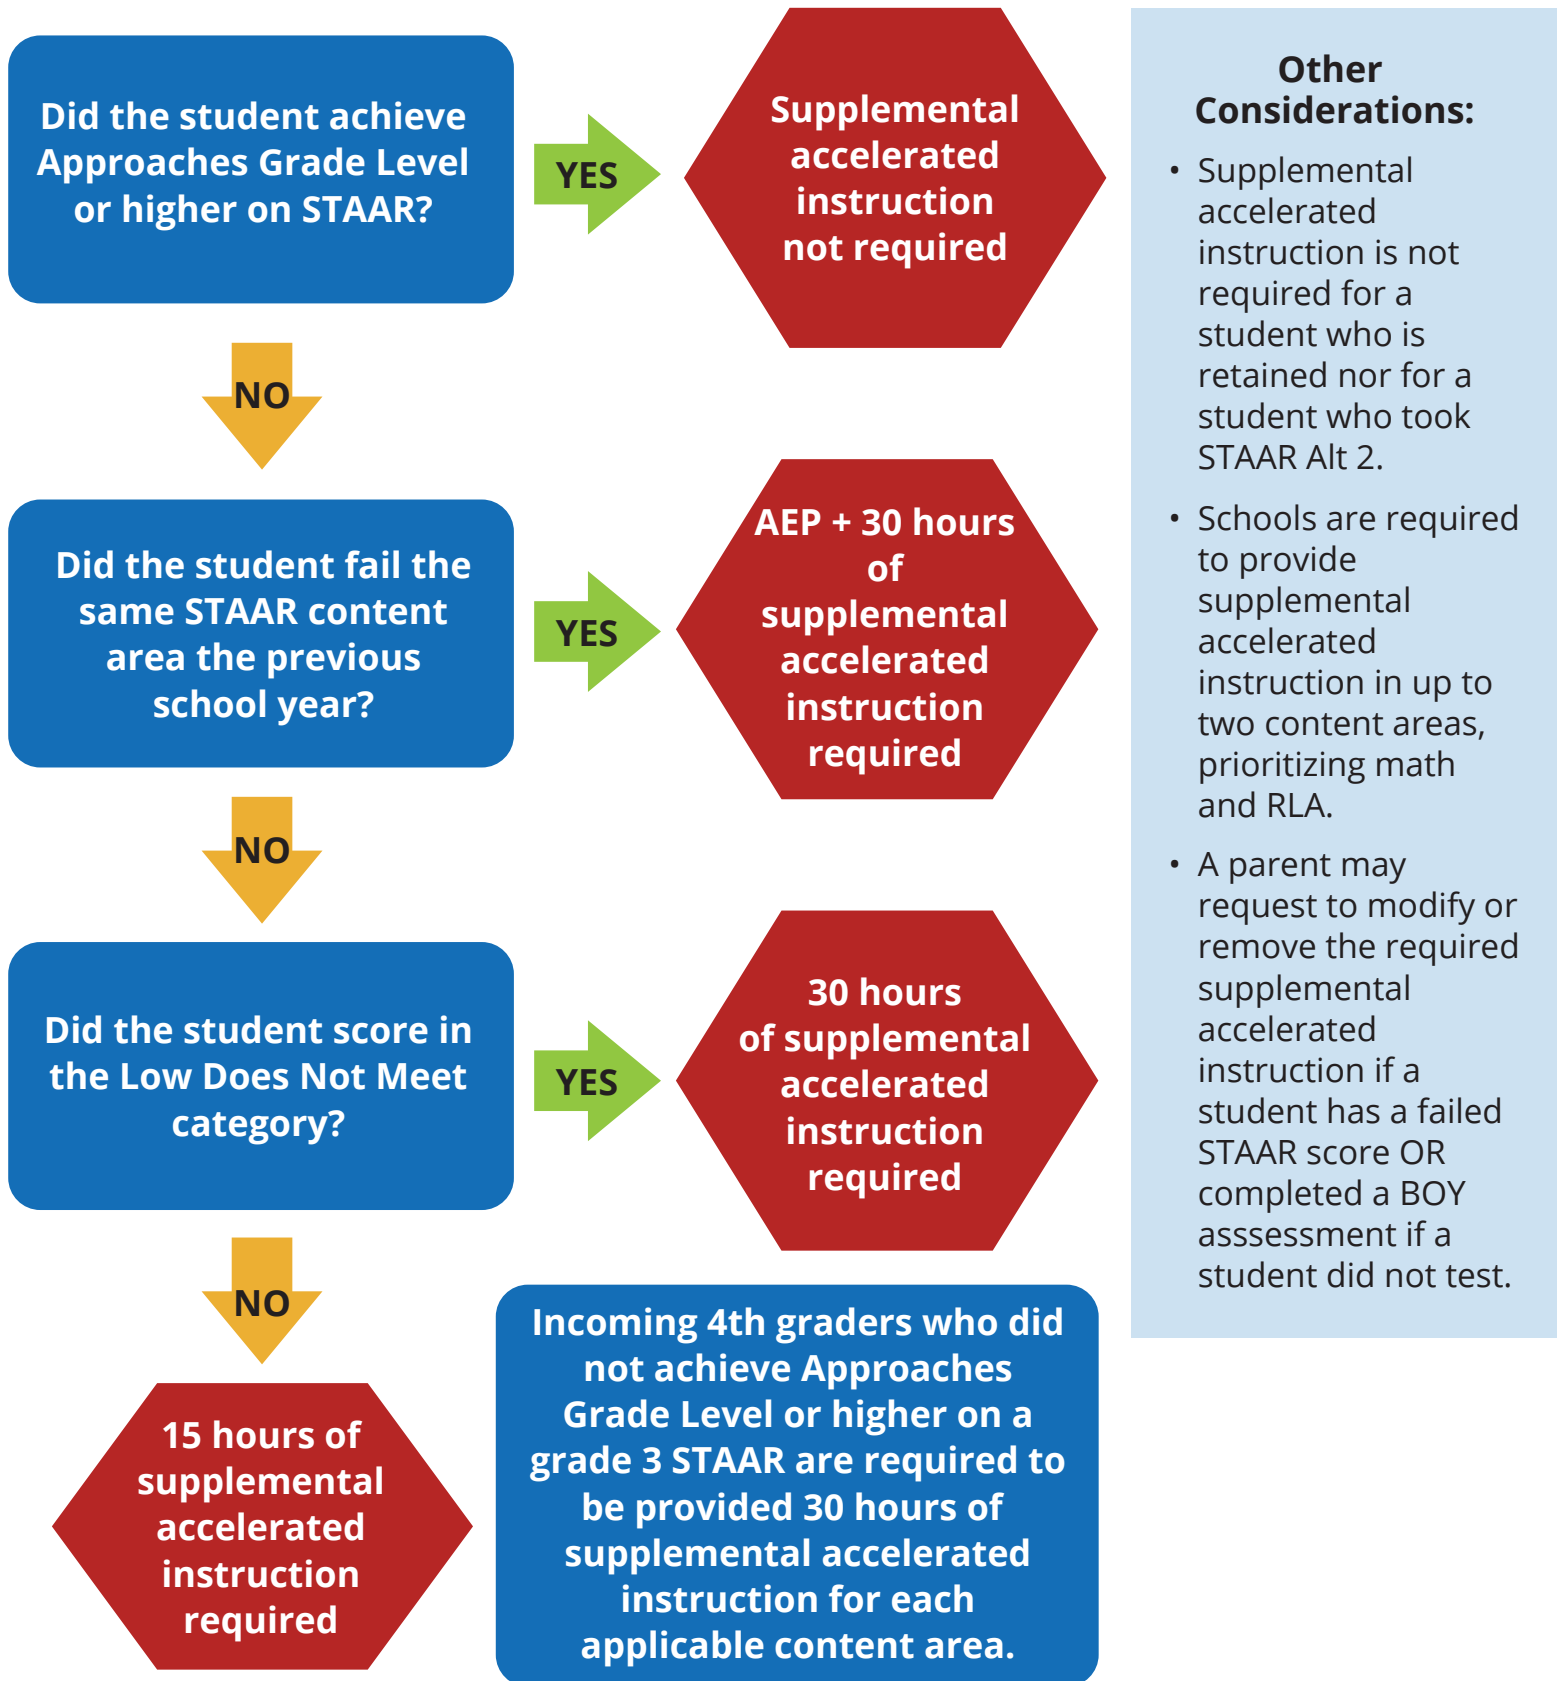 Did the student achieve
Approaches Grade Level
or higher on STAAR?
YES
Supplemental
accelerated
instruction
not required
NO
Did the student fail the
same STAAR content
area the previous
school year?
YES
AEP + 30 hours
of
supplemental
accelerated
instruction
required
NO
Did the student score in
the Low Does Not Meet
category?
YES
30 hours
of supplemental
accelerated
instruction
required
NO
15 hours of
supplemental
accelerated
instruction
required
Incoming 4th graders who did
not achieve Approaches
Grade Level or higher on a
grade 3 STAAR are required to
be provided 30 hours of
supplemental accelerated
instruction for each
applicable content area.
Other
Considerations:
• Supplemental
accelerated
instruction is not
required for a
student who is
retained nor for a
student who took
STAAR Alt 2.
• Schools are required
to provide
supplemental
accelerated
instruction in up to
two content areas,
prioritizing math
and RLA.
• A parent may
request to modify or
remove the required
supplemental
accelerated
instruction if a
student has a failed
STAAR score OR
completed a BOY
asssessment if a
student did not test.